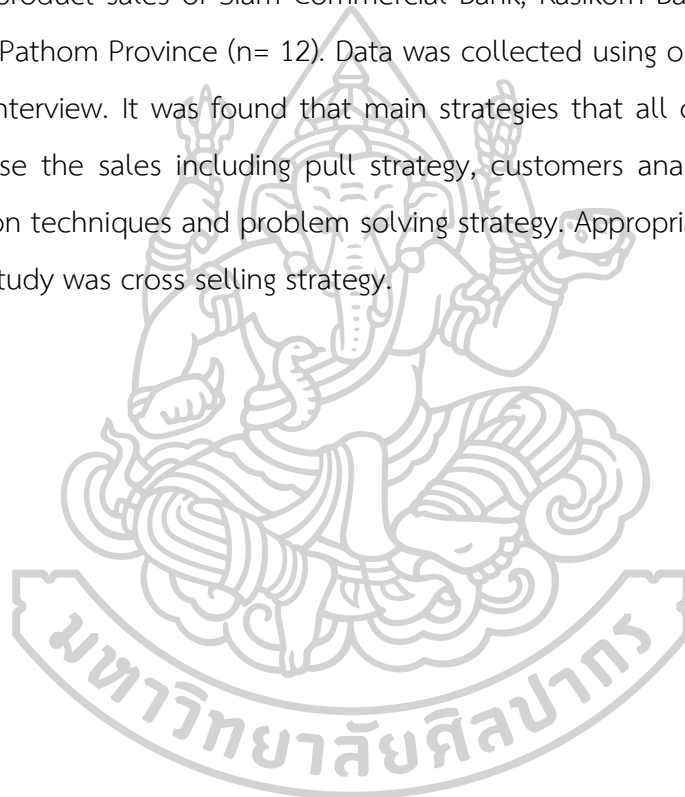 product sales of Siam Commercial Bank, Kasikorn Ba
Pathom Province (n= 12). Data was collected using o
nterview. It was found that main strategies that all
se the sales including pull strategy, customers ana
on techniques and problem solving strategy. Appropria
study was cross selling strategy.
มหาวิทยาลัยศิลปากร